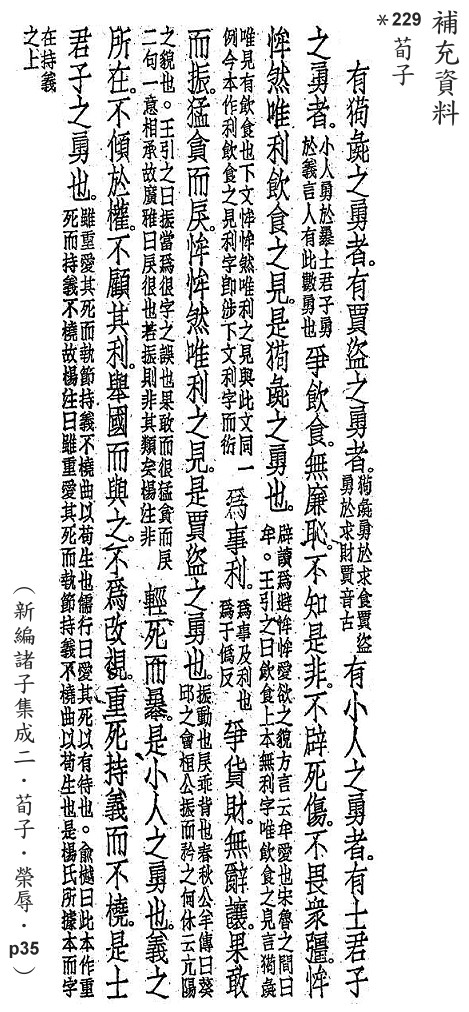 補充資料
*229
荀子
有狗彘之勇者。有賈盜之勇者。狗彘勇於求食賈盜勇於求財賈音古有小人之勇者。有士君子
之勇者。小人勇於暴士君子勇於義言人有此數勇也爭飲食。無廉恥。不知是非。不辟死傷。不畏衆彊。恈
恈然唯利飲食之見。是狗彘之勇也。辟讀爲避恈恈愛欲之貌方言云牟愛也宋魯之間曰牟。王引之曰飲食上本無利字唯飲食之見言狗彘
唯見有飲食也下文恈恈然唯利之見與此文同一例今本作利飲食之見利字卽涉下文利字而衍爲事利。爲事及利也爲于僞反爭貨財。無辭讓。果敢
而振。猛貪而戾。恈恈然唯利之見。是賈盜之勇也。振動也戾乖背也春秋公羊傳曰葵邱之會桓公振而矜之何休云亢陽
之貌也。王引之曰振當爲很字之誤也果敢而很猛貪而戾二句一意相承故廣雅曰戾很也若振則非其類矣楊注非輕死而暴。是小人之勇也。義之
所在。不傾於權。不顧其利。舉國而與之。不爲改視。重死持義而不橈。是士
君子之勇也。雖重愛其死而執節持義不橈曲以苟生也儒行曰愛其死以有待也。俞樾曰此本作重死而持義不橈故楊注曰雖重愛其死而執節持義不橈曲以苟生也是楊氏所據本而字
在持義之上
(新編諸子集成二．荀子．榮辱．p35)